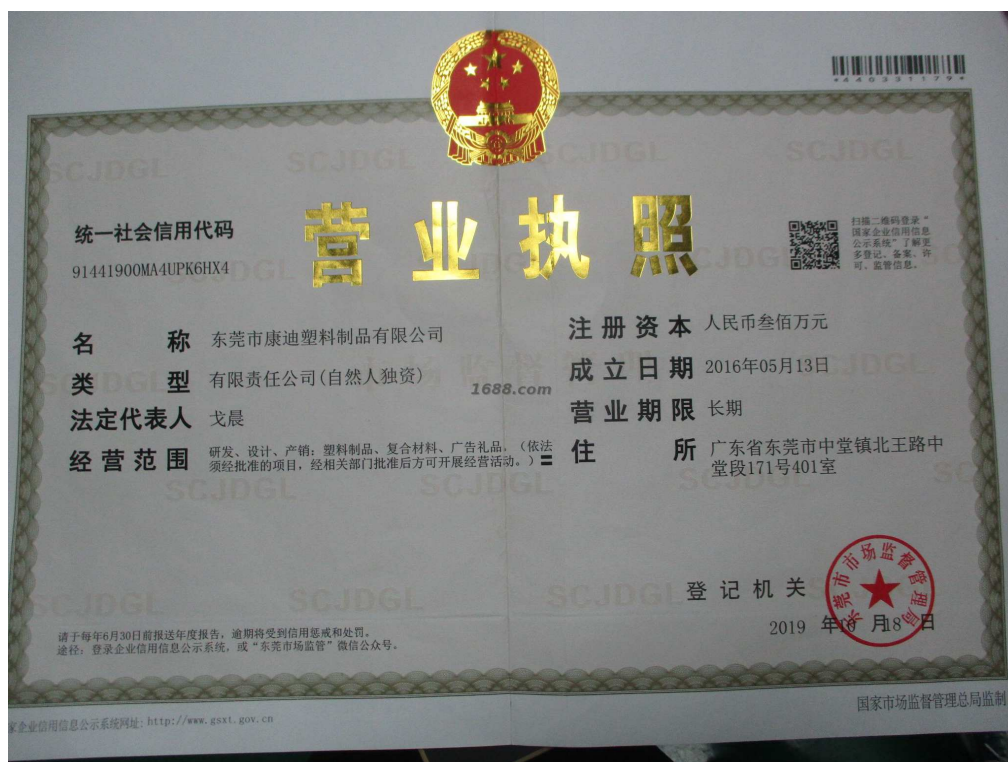 *440331179*
SCJDGL SCJDGL SCJDGL SCJDGL
营业执照
统一社会信用代码
91441900MA4UPK6HX4
扫描二维码登录“
国家企业信用信息
公示系统”了解更
多登记、备案、许
可、监管信息。
名 称 东莞市康迪塑料制品有限公司
类 型 有限责任公司(自然人独资)
法定代表人 戈晨
经营范围 研发、设计、产销：塑料制品、复合材料、广告礼品。（依法
须经批准的项目，经相关部门批准后方可开展经营活动。）
1688.com
注册资本 人民币叁佰万元
成立日期 2016年05月13日
营业期限 长期
住 所 广东省东莞市中堂镇北王路中
堂段171号401室
SCJDGL SCJDGL SCJDGL SCJDGL
SCJDGL SCJDGL SCJDGL
登记机关
东莞市市场监督管理局
2019 年10 月18 日
请于每年6月30日前报送年度报告，逾期将受到信用惩戒和处罚。
途径：登录企业信用信息公示系统，或“东莞市场监管”微信公众号。
家企业信用信息公示系统网址: http://www.gsxt.gov.cn
国家市场监督管理总局监制